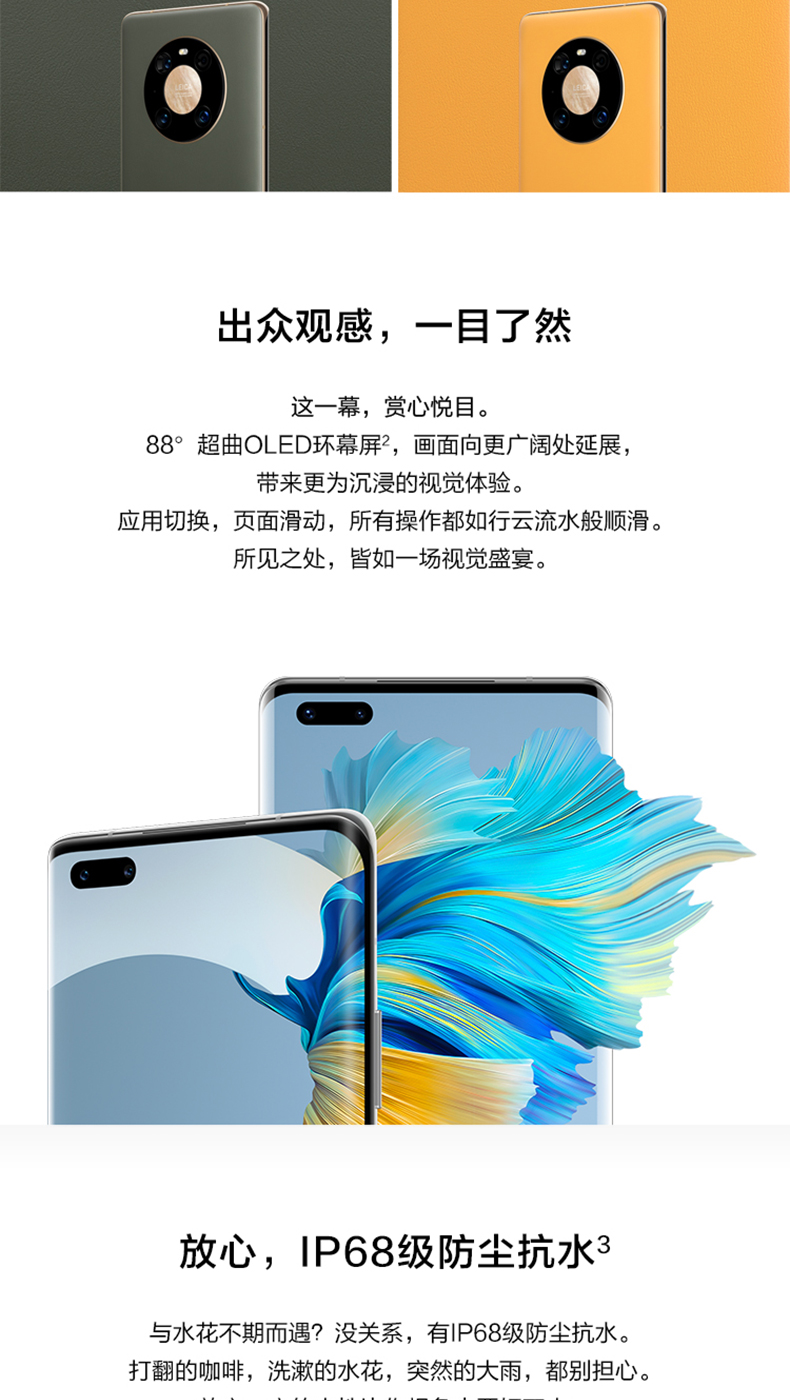 出众观感，一目了然
这一幕，赏心悦目。
88°超曲OLED环幕屏²，画面向更广阔处延展，
带来更为沉浸的视觉体验。
应用切换，页面滑动，所有操作都如行云流水般顺滑。
所见之处，皆如一场视觉盛宴。
放心，IP68级防尘抗水³
与水花不期而遇？没关系，有IP68级防尘抗水。
打翻的咖啡，洗漱的水花，突然的大雨，都别担心。